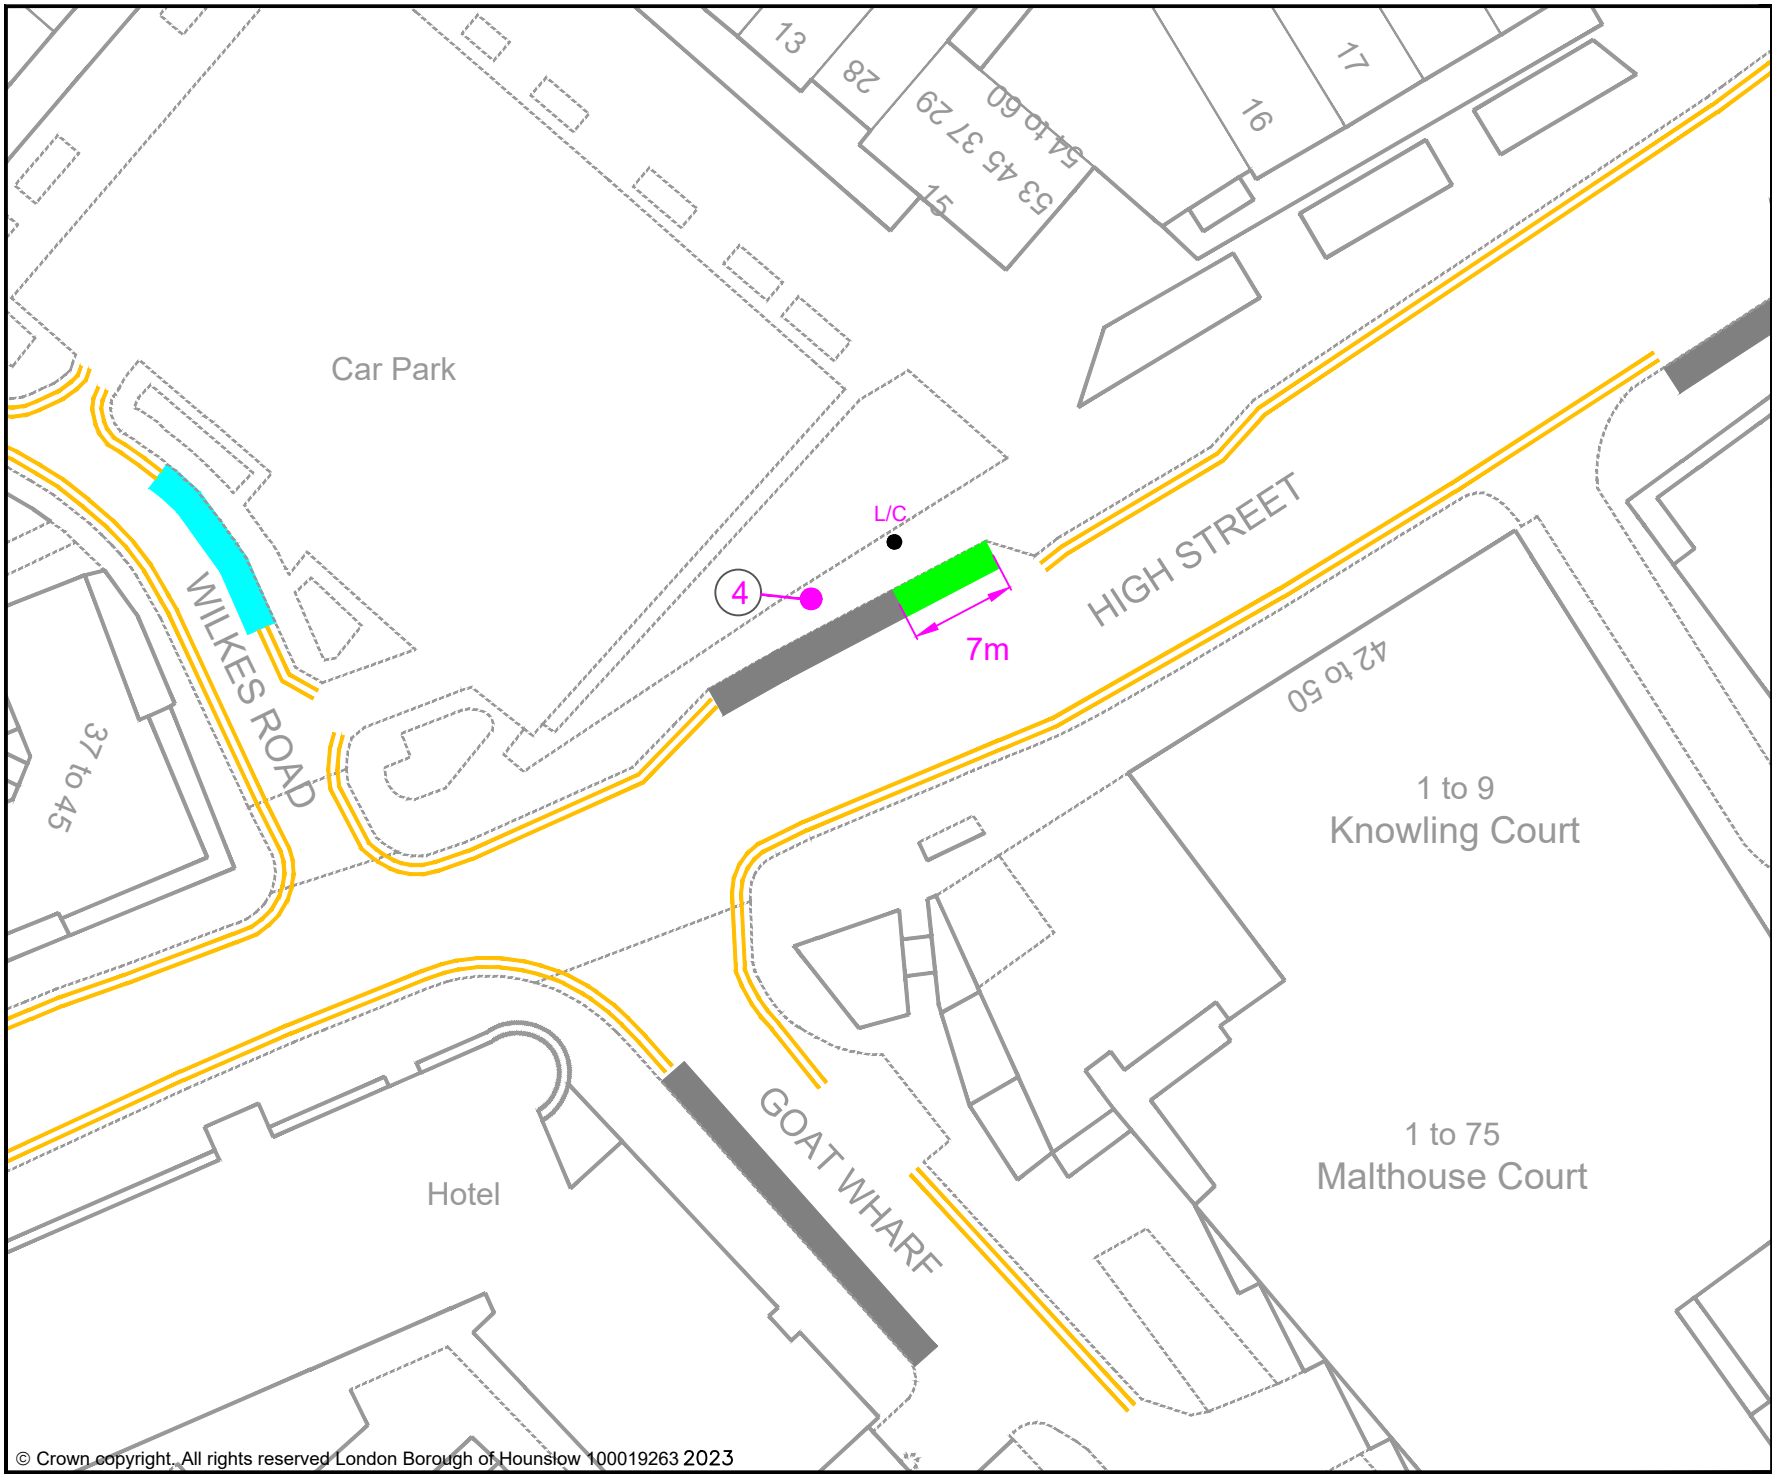 13
28
53 45 37 29
54 to 60
15
16
17
Car Park
L/C
4
7m
HIGH STREET
WILKES ROAD
37 to 45
42 to 50
1 to 9
Knowling Court
1 to 75
Malthouse Court
GOAT WHARF
Hotel
© Crown copyright. All rights reserved London Borough of Hounslow 100019263 2023